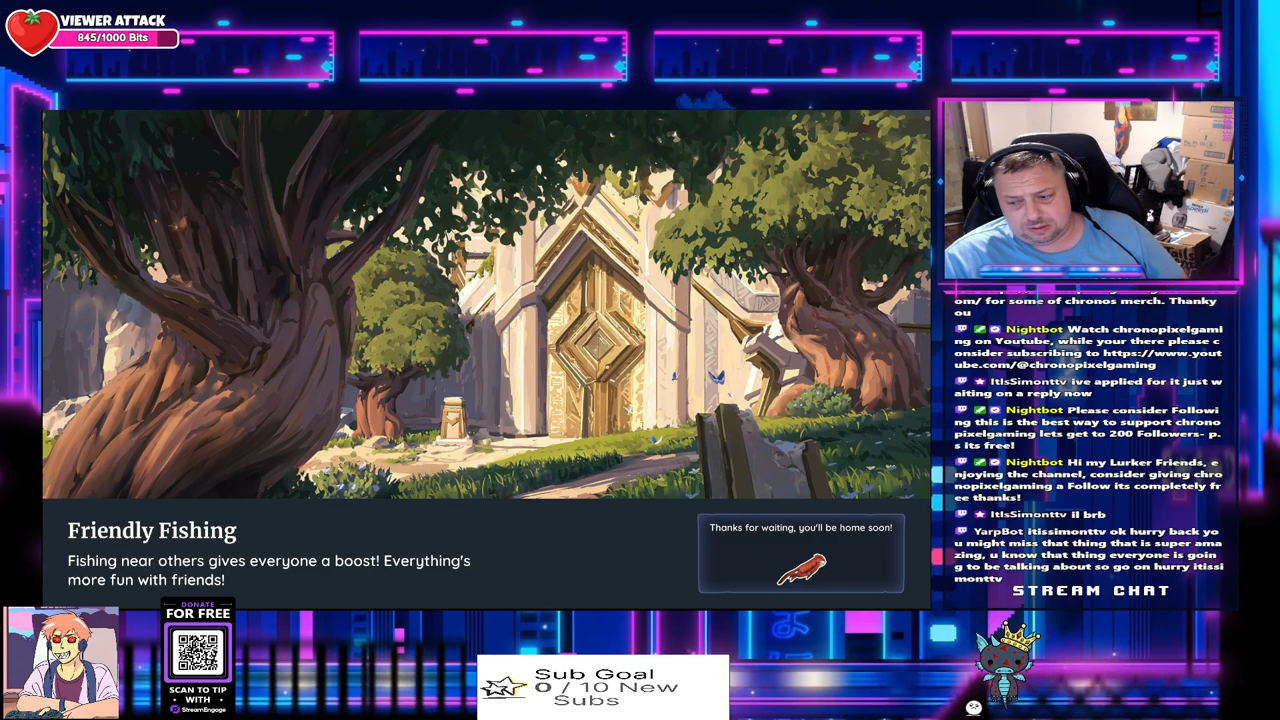 VIEWER ATTACK
845/1000 Bits
om/ for some of chronos merch. Thanky
ou
Nightbot Watch chronopixelgami
ng on Youtube, while your there please c
onsider subscribing to https://www.yout
ube.com/@chronopixelgaming
ItIsSimonttv ive applied for it just w
aiting on a reply now
Nightbot Please consider Followi
ng this is the best way to support chrono
pixelgaming lets get to 200 Followers- p.
s its free!
Nightbot Hi my Lurker Friends, e
njoying the channel, consider giving chro
nopixelgaming a Follow its completely fr
ee thanks!
ItIsSimonttv il brb
YarpBot itissimonttv ok hurry back yo
u might miss that thing that is super ama
zing, u know that thing everyone is goin
g to be talking about so go on hurry itissi
monttv
STREAM CHAT
Friendly Fishing
Fishing near others gives everyone a boost! Everything's
more fun with friends!
Thanks for waiting, you'll be home soon!
DONATE
FOR FREE
SCAN TO TIP
WITH
StreamEngage
Sub Goal
0 / 10 New
Subs